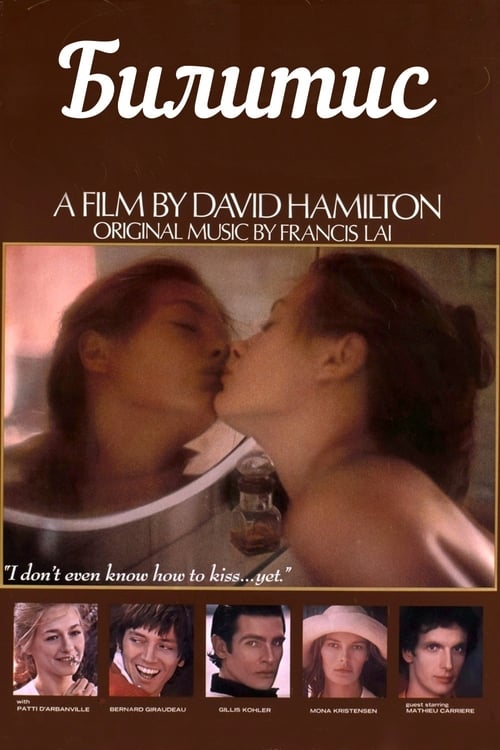 Билитис
A FILM BY DAVID HAMILTON
ORIGINAL MUSIC BY FRANCIS LAI
"I don't even know how to kiss...yet."
with
PATTI D'ARBANVILLE
BERNARD GIRAUDEAU
GILLIS KOHLER
MONA KRISTENSEN
guest starring
MATHIEU CARRIERE